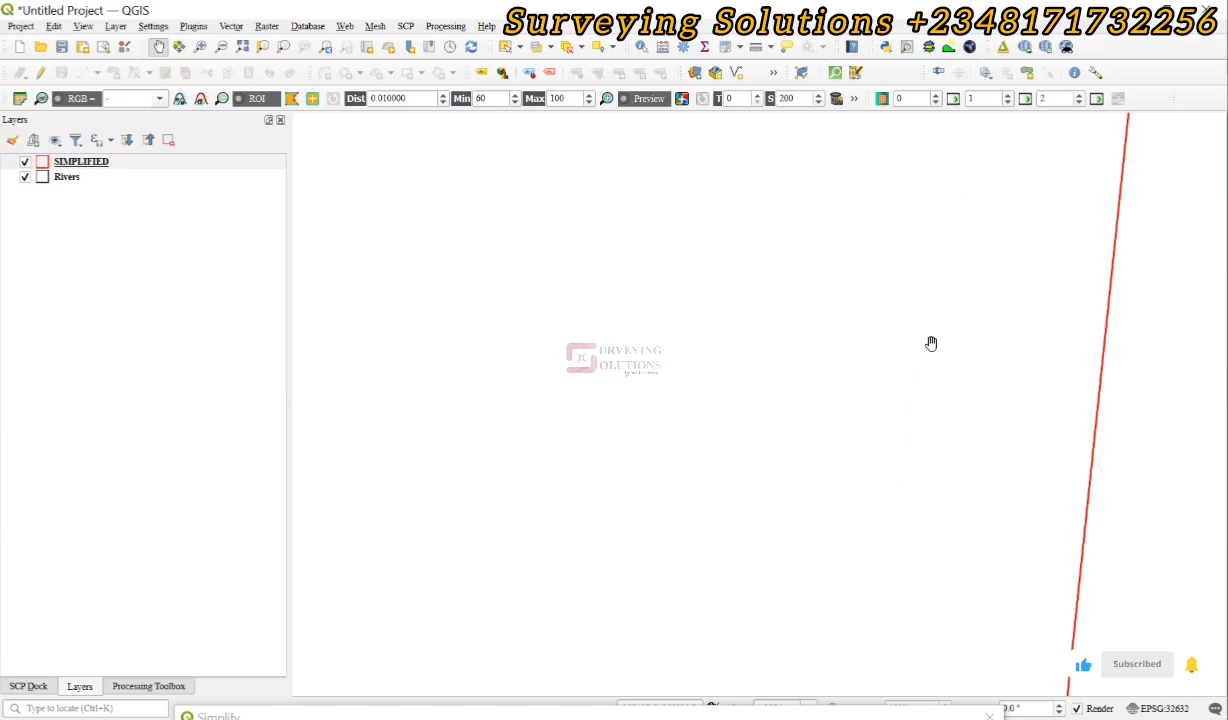 *Untitled Project — QGIS
Surveying Solutions +2348171732256
Project Edit View Layer Settings Plugins Vector Raster Database Web Mesh SCP Processing Help
RGB = - ROI Dist 0.010000 Min 60 Max 100 Preview T 0 S 200 » 0 1 2
Layers
SIMPLIFIED
Rivers
SURVEYING
SOLUTIONS
Subscribed
SCP Dock Layers Processing Toolbox
Type to locate (Ctrl+K)
Simplify
0.0 ° Render EPSG:32632